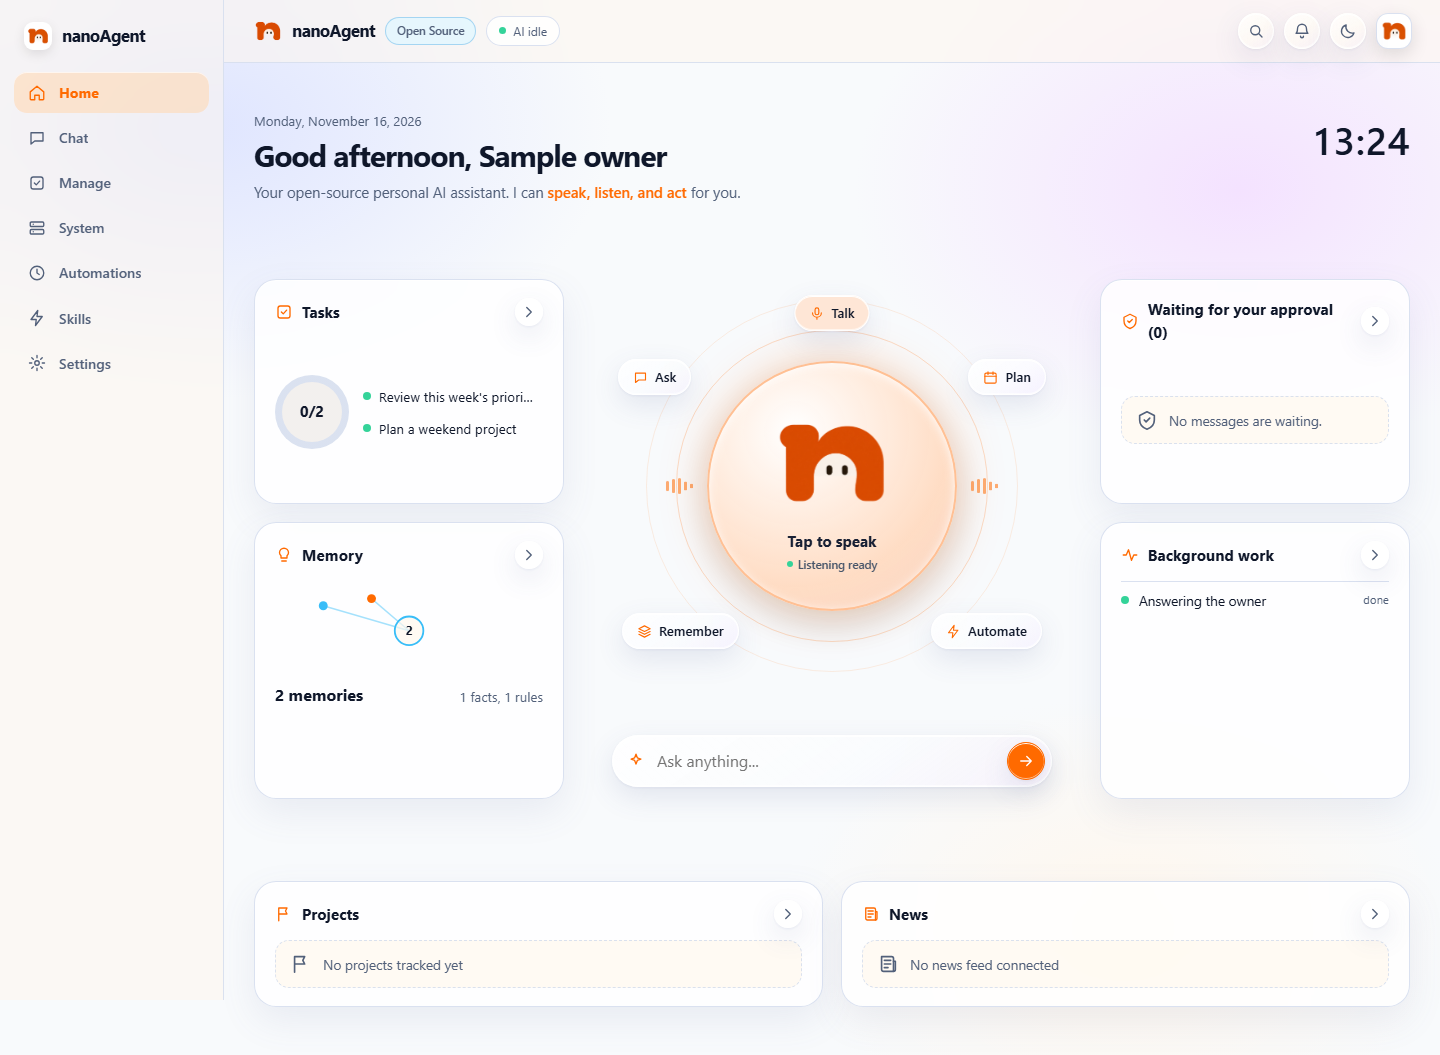 nanoAgent
Home
Chat
Manage
System
Automations
Skills
Settings
nanoAgent
Open Source
AI idle
Monday, November 16, 2026
Good afternoon, Sample owner
Your open-source personal AI assistant. I can speak, listen, and act for you.
13:24
Tasks
0/2
Review this week's priori...
Plan a weekend project
Memory
2
2 memories
1 facts, 1 rules
Talk
Ask
Plan
Tap to speak
Listening ready
Remember
Automate
Ask anything...
Waiting for your approval
(0)
No messages are waiting.
Background work
Answering the owner
done
Projects
No projects tracked yet
News
No news feed connected